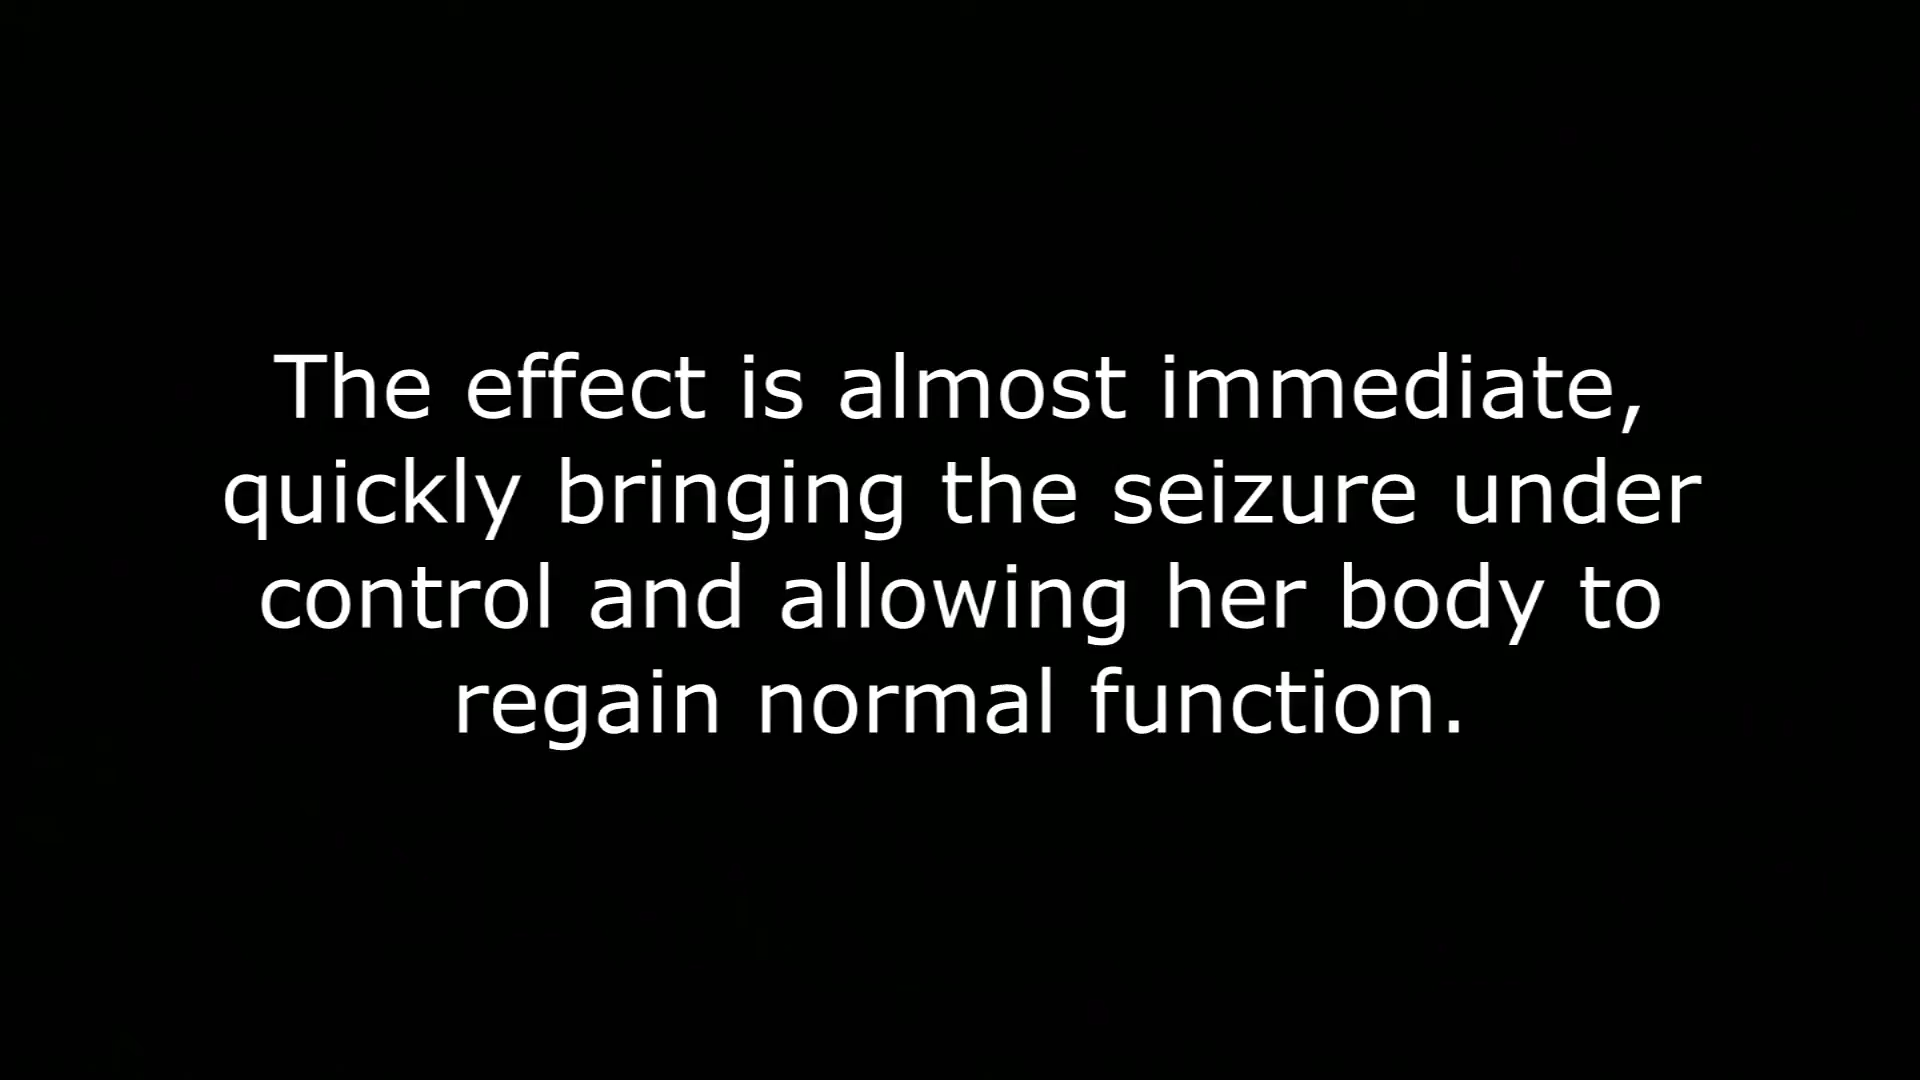 The effect is almost immediate,
quickly bringing the seizure under
control and allowing her body to
regain normal function.